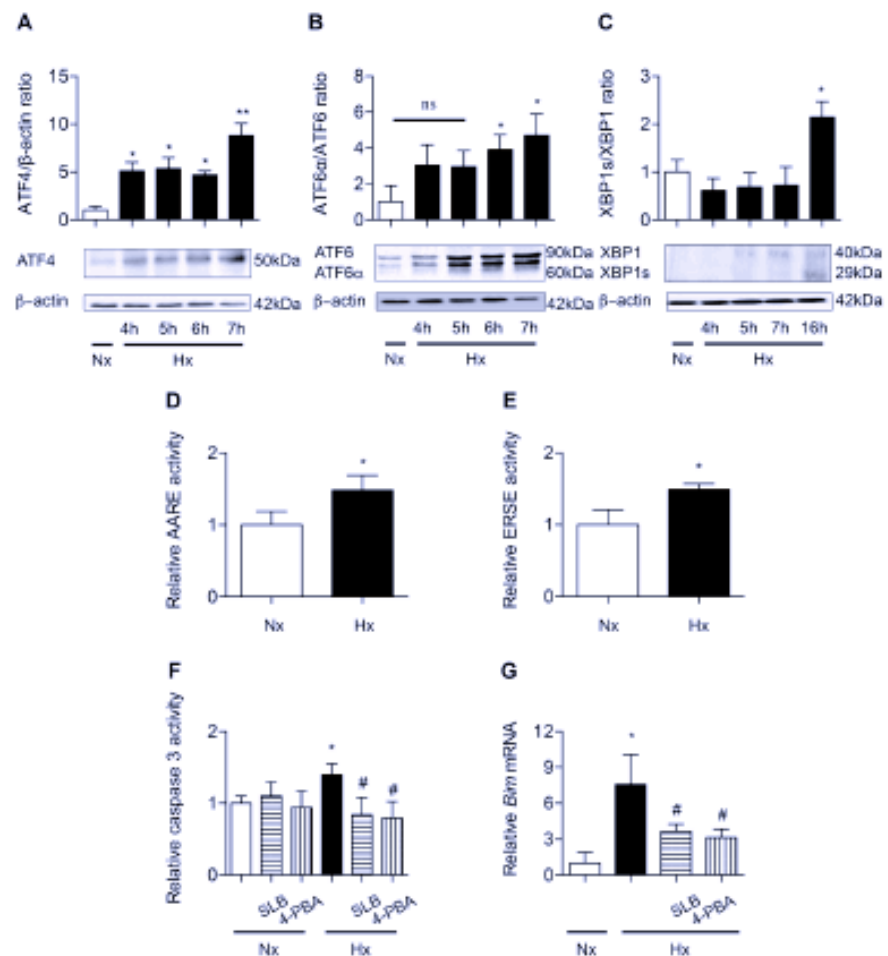 A
B
C
ATF4/β-actin ratio
15
10
5
0
*
*
*
**
ATF6α/ATF6 ratio
8
6
4
2
0
ns
*
*
XBP1s/XBP1 ratio
3
2
1
0
*
ATF4
50kDa
β-actin
42kDa
4h 5h 6h 7h
Nx
Hx
ATF6
90kDa
ATF6α
60kDa
β-actin
42kDa
4h 5h 6h 7h
Nx
Hx
XBP1
40kDa
XBP1s
29kDa
β-actin
42kDa
4h 5h 7h 16h
Nx
Hx
D
Relative AARE activity
2
1
0
*
Nx
Hx
E
Relative ERSE activity
2
1
0
*
Nx
Hx
F
Relative caspase 3 activity
2
1
0
*
#
#
SLB
4-PBA
SLB
4-PBA
Nx
Hx
G
Relative Bim mRNA
12
9
6
3
0
*
#
#
SLB
4-PBA
Nx
Hx